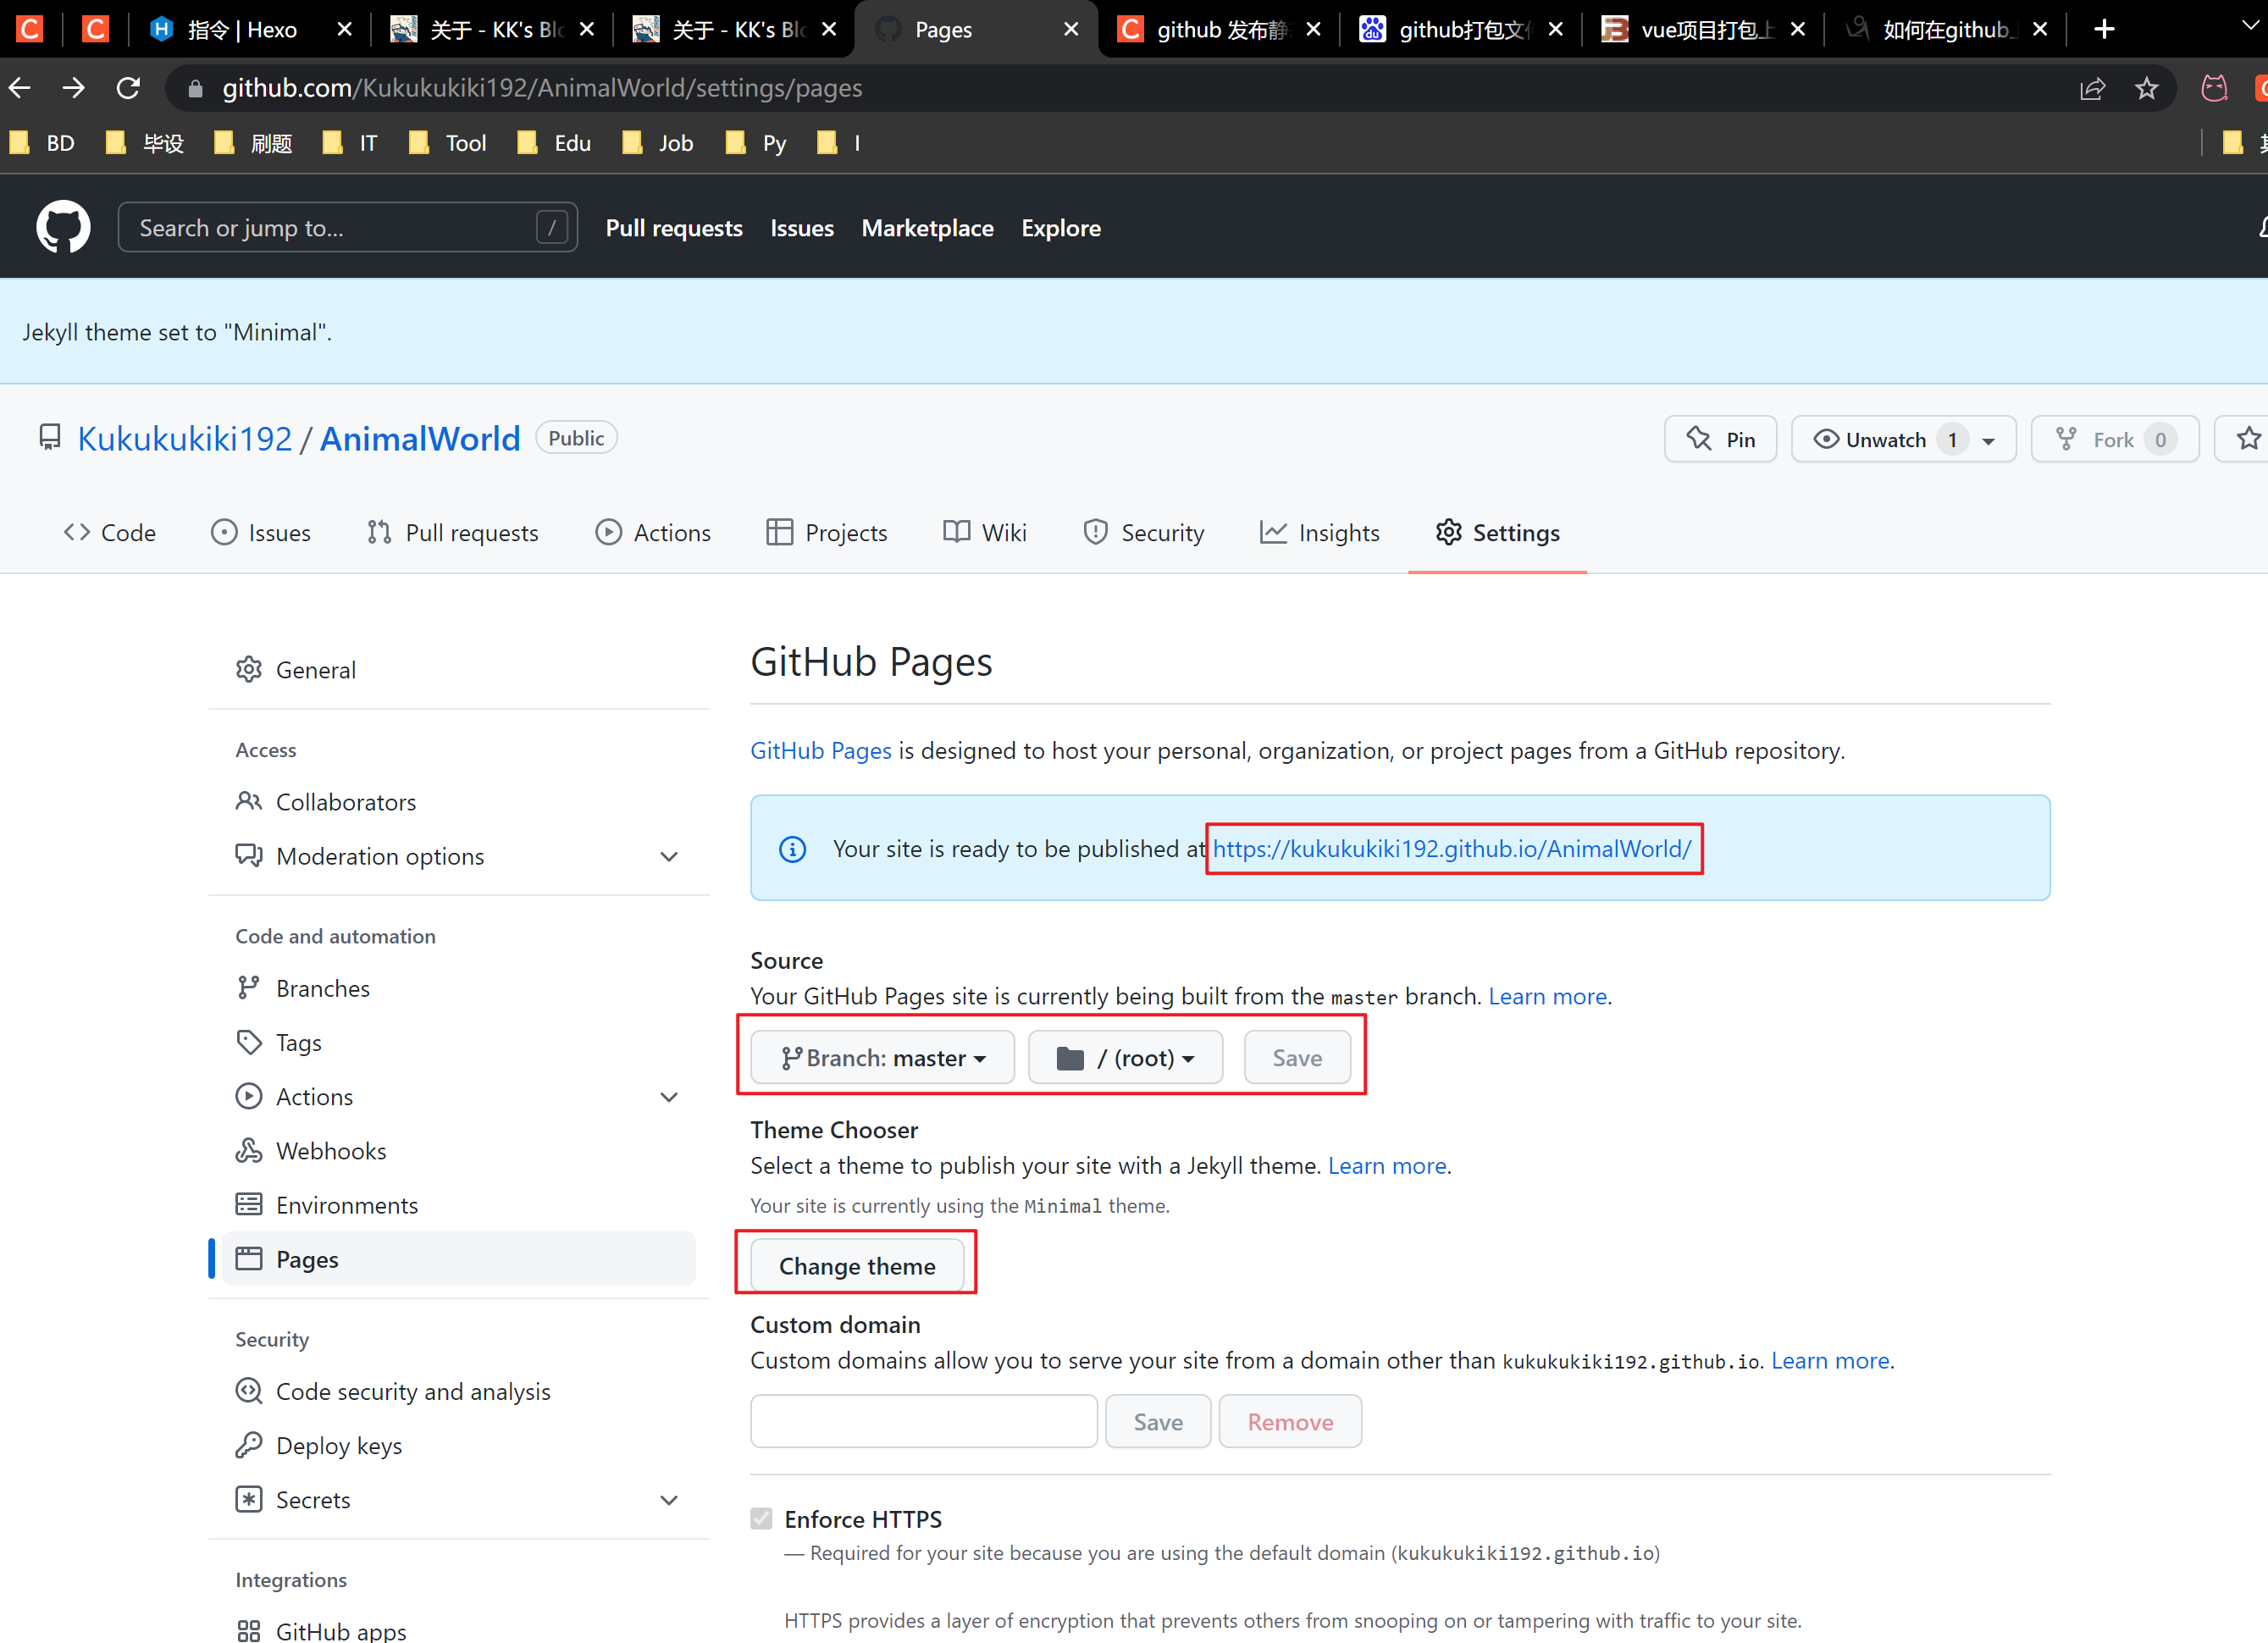 指令 | Hexo
关于 - KK's Blo
关于 - KK's Blo
Pages
github 发布静
github打包文件
vue项目打包上
如何在github上
github.com/Kukukukiki192/AnimalWorld/settings/pages
BD 毕设 刷题 IT Tool Edu Job Py I
Search or jump to... /
Pull requests Issues Marketplace Explore
Jekyll theme set to "Minimal".
Kukukukiki192 / AnimalWorld Public
Pin Unwatch 1 Fork 0
Code Issues Pull requests Actions Projects Wiki Security Insights Settings
General
Access
Collaborators
Moderation options
Code and automation
Branches
Tags
Actions
Webhooks
Environments
Pages
Security
Code security and analysis
Deploy keys
Secrets
Integrations
GitHub apps
GitHub Pages
GitHub Pages is designed to host your personal, organization, or project pages from a GitHub repository.
Your site is ready to be published at https://kukukukiki192.github.io/AnimalWorld/
Source
Your GitHub Pages site is currently being built from the master branch. Learn more.
Branch: master / (root) Save
Theme Chooser
Select a theme to publish your site with a Jekyll theme. Learn more.
Your site is currently using the Minimal theme.
Change theme
Custom domain
Custom domains allow you to serve your site from a domain other than kukukukiki192.github.io. Learn more.
Save Remove
Enforce HTTPS
— Required for your site because you are using the default domain (kukukukiki192.github.io)
HTTPS provides a layer of encryption that prevents others from snooping on or tampering with traffic to your site.